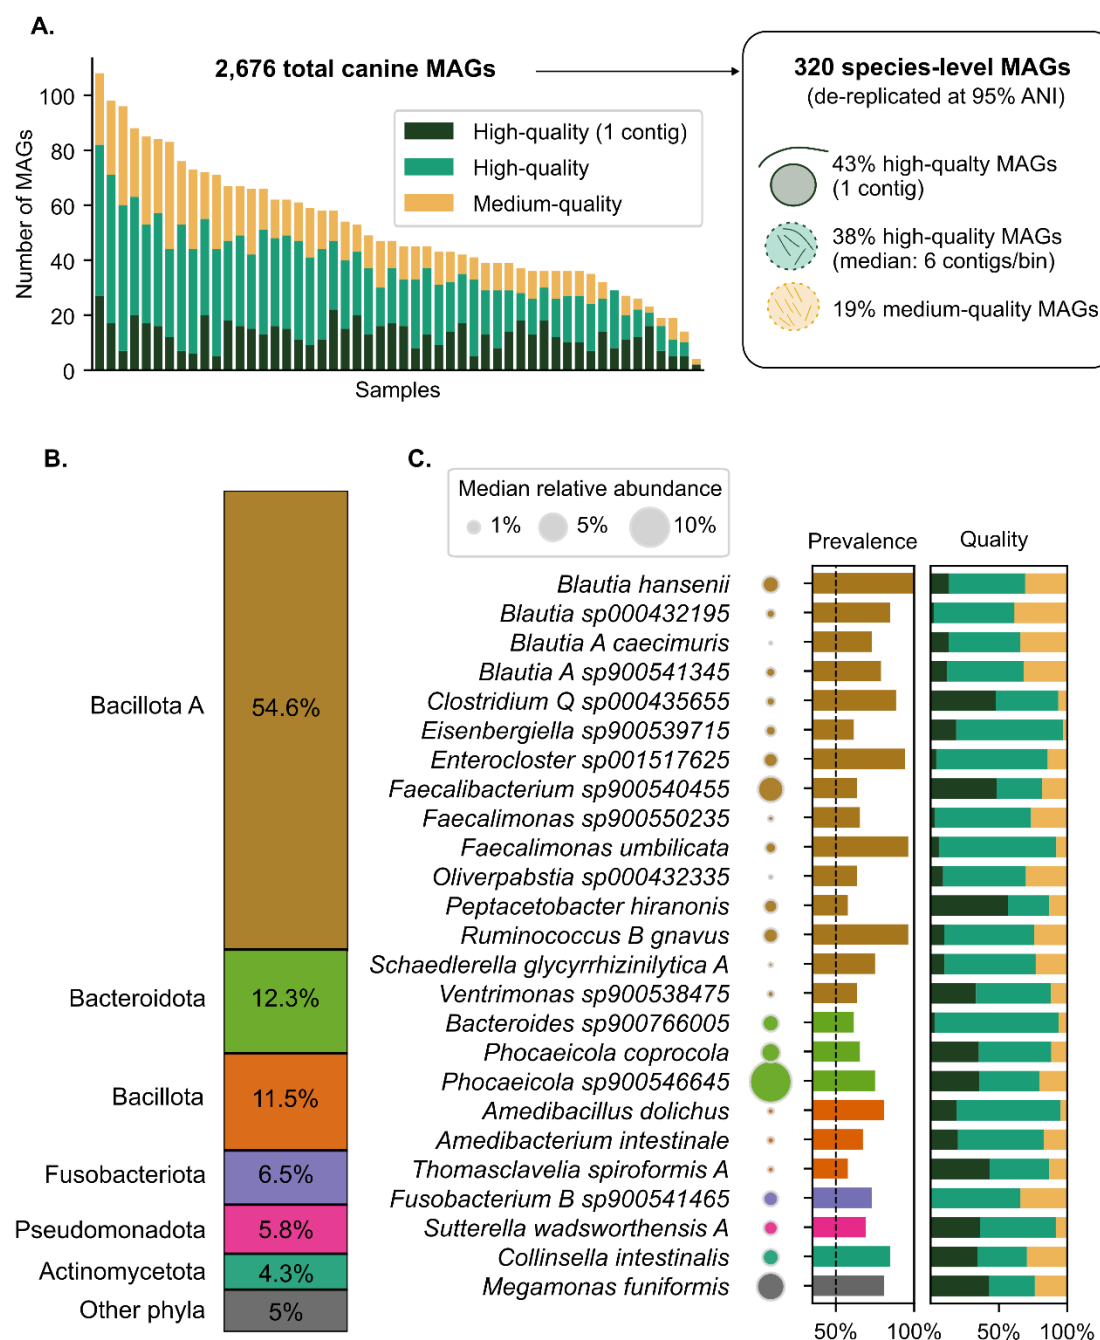 A.
2,676 total canine MAGs
Number of MAGs
100
80
60
40
20
0
High-quality (1 contig)
High-quality
Medium-quality
Samples
320 species-level MAGs
(de-replicated at 95% ANI)
43% high-qualty MAGs
(1 contig)
38% high-quality MAGs
(median: 6 contigs/bin)
19% medium-quality MAGs
B.
Bacillota A
54.6%
Bacteroidota
12.3%
Bacillota
11.5%
Fusobacteriota
6.5%
Pseudomonadota
5.8%
Actinomycetota
4.3%
Other phyla
5%
C.
Median relative abundance
1%
5%
10%
Prevalence
Quality
Blautia hansenii
Blautia sp000432195
Blautia A caecimuris
Blautia A sp900541345
Clostridium Q sp000435655
Eisenbergiella sp900539715
Enterocloster sp001517625
Faecalibacterium sp900540455
Faecalimonas sp900550235
Faecalimonas umbilicata
Oliverpabstia sp000432335
Peptacetobacter hiranonis
Ruminococcus B gnavus
Schaedlerella glycyrrhizinilytica A
Ventrimonas sp900538475
Bacteroides sp900766005
Phocaeicola coprocola
Phocaeicola sp900546645
Amedibacillus dolichus
Amedibacterium intestinale
Thomasclavelia spiroformis A
Fusobacterium B sp900541465
Sutterella wadsworthensis A
Collinsella intestinalis
Megamonas funiformis
50%
100%
50%
100%